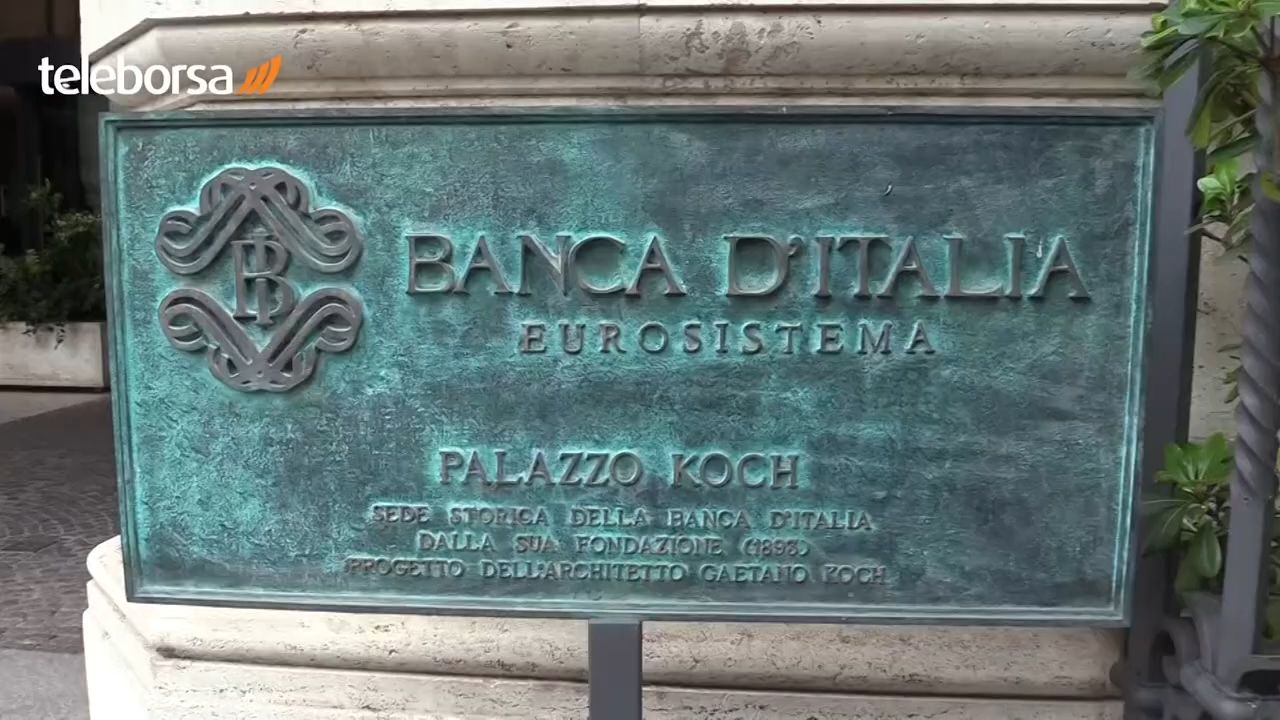 teleborsa
BANCA D'ITALIA
EUROSISTEMA
PALAZZO KOCH
SEDE STORICA DELLA BANCA D'ITALIA
DALLA SUA FONDAZIONE (1893)
PROGETTO DELL'ARCHITETTO GAETANO KOCH